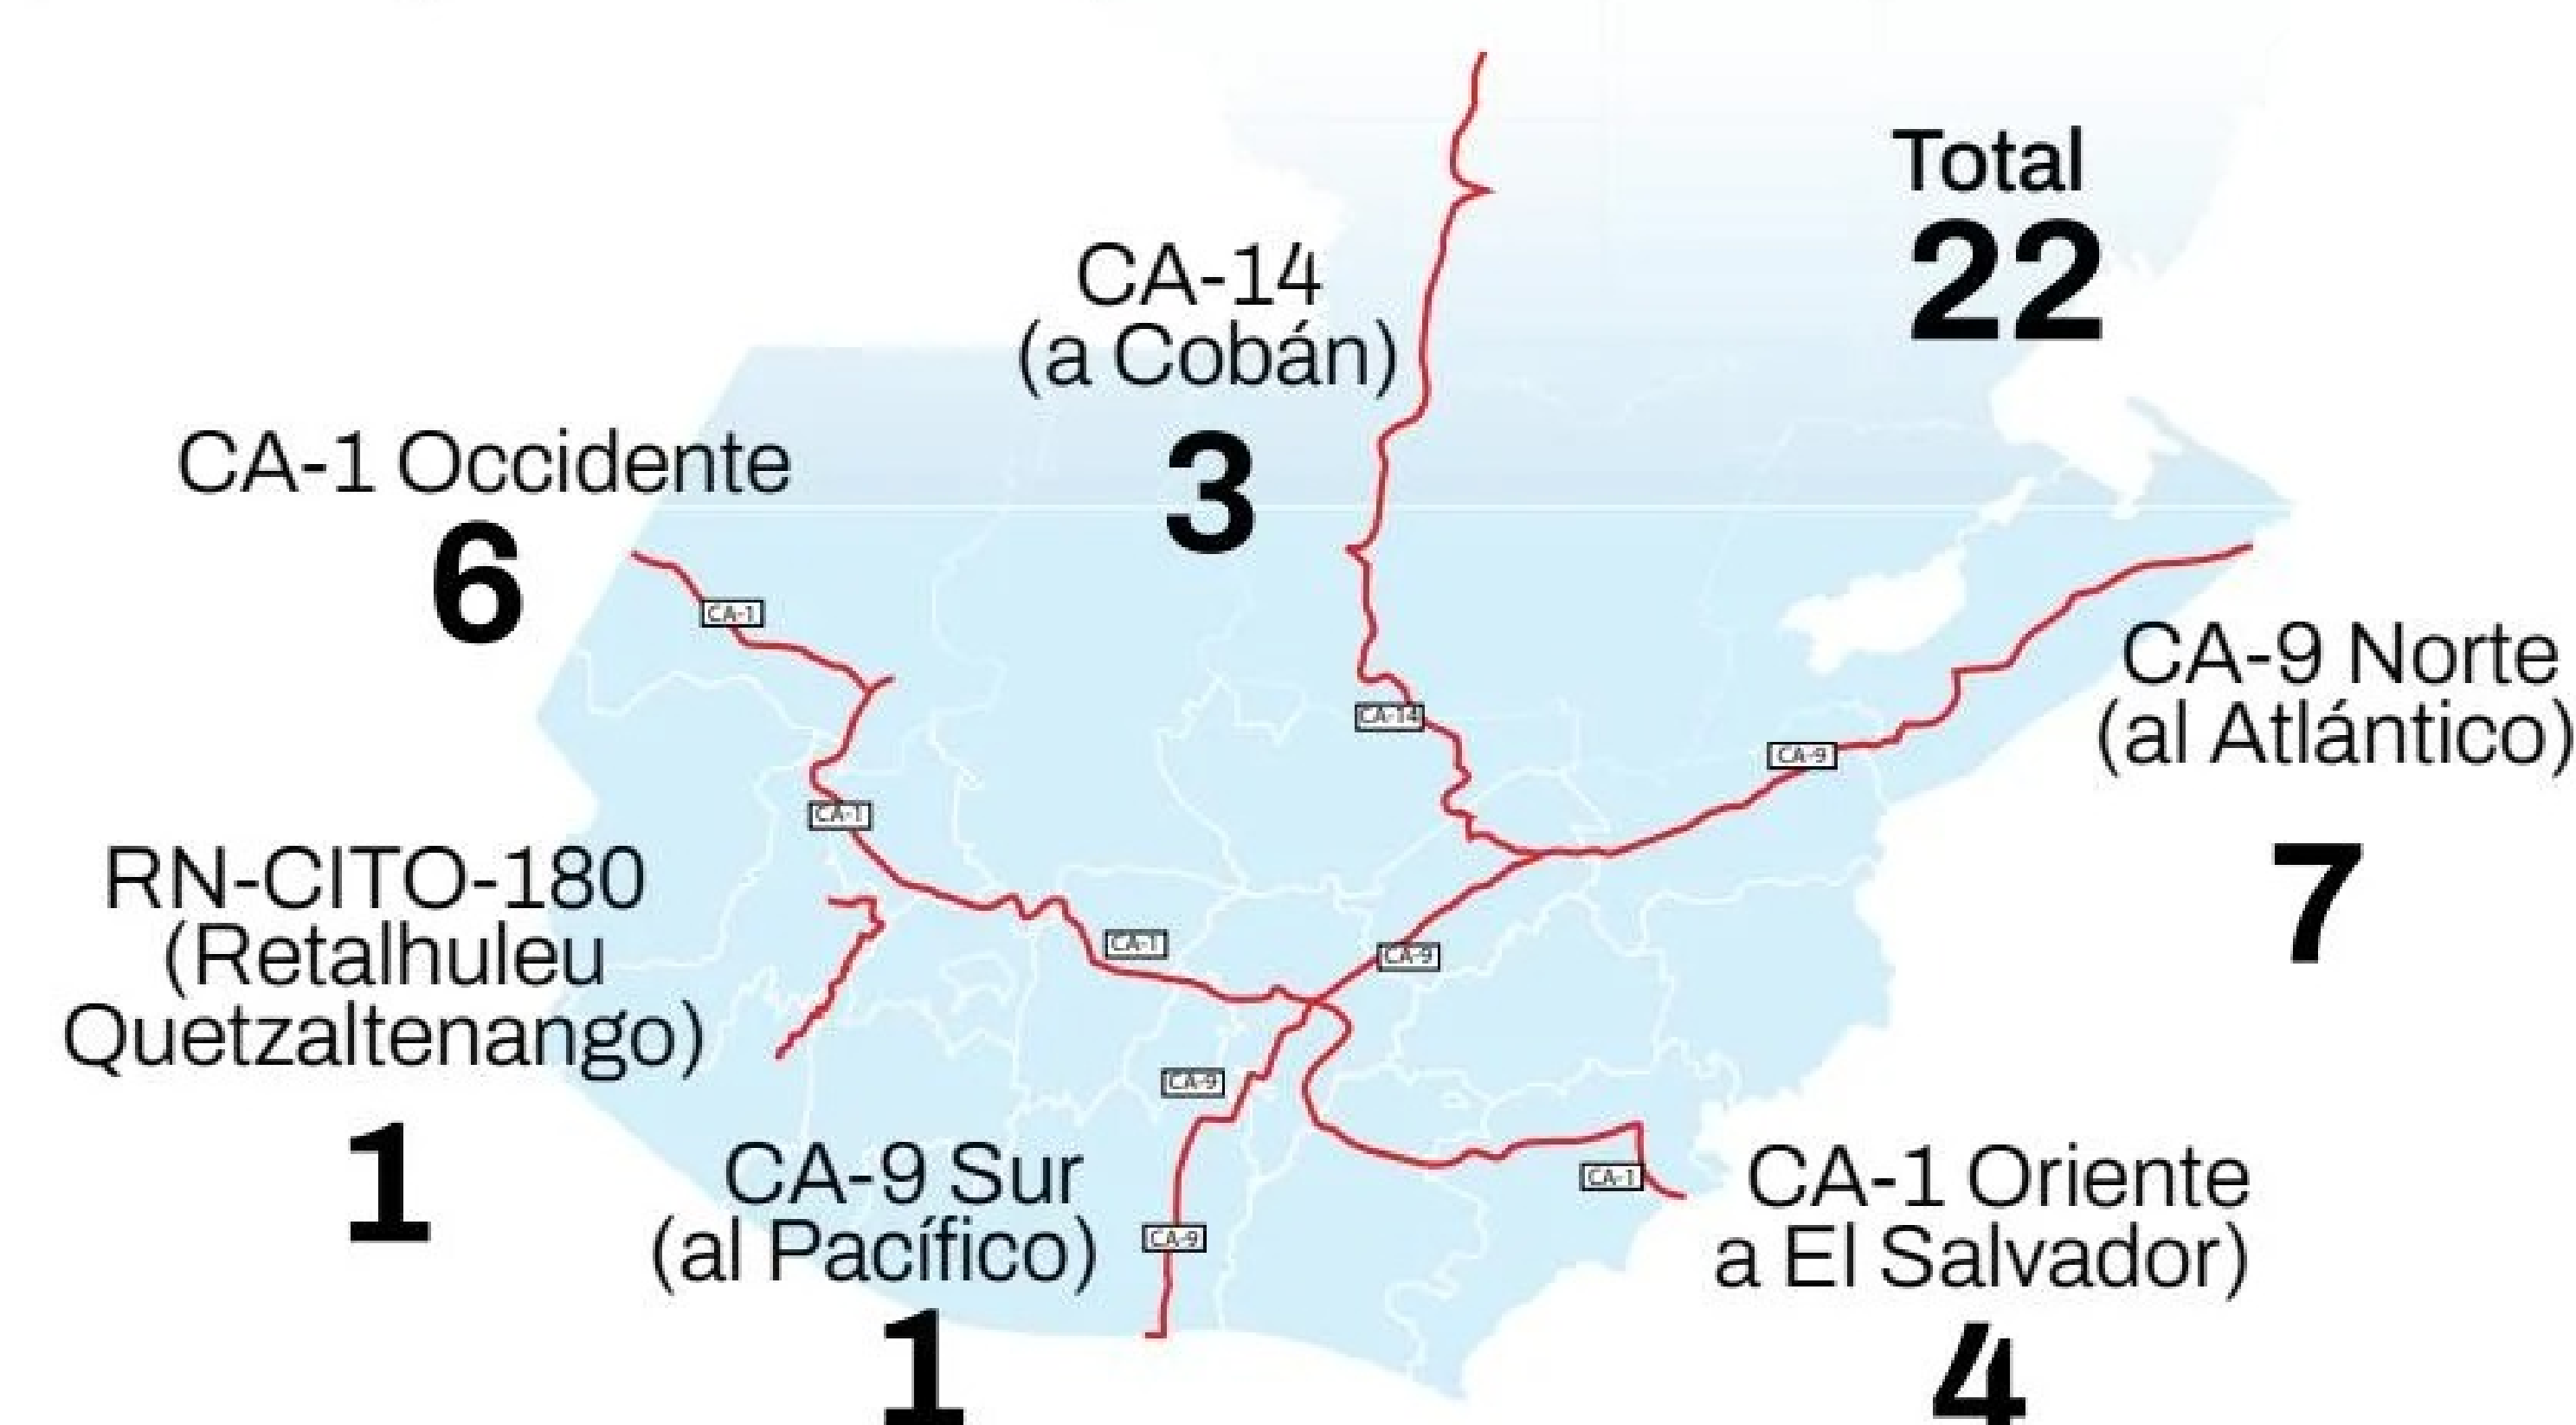 Total
22
CA-14
(a Cobán)
3
CA-1 Occidente
6
CA-1
CA-14
CA-9 Norte
(al Atlántico)
7
CA-9
CA-1
RN-CITO-180
(Retalhuleu
Quetzaltenango)
1
CA-1
CA-9
CA-9
CA-9 Sur
(al Pacífico)
1
CA-9
CA-1
CA-1 Oriente
a El Salvador)
4